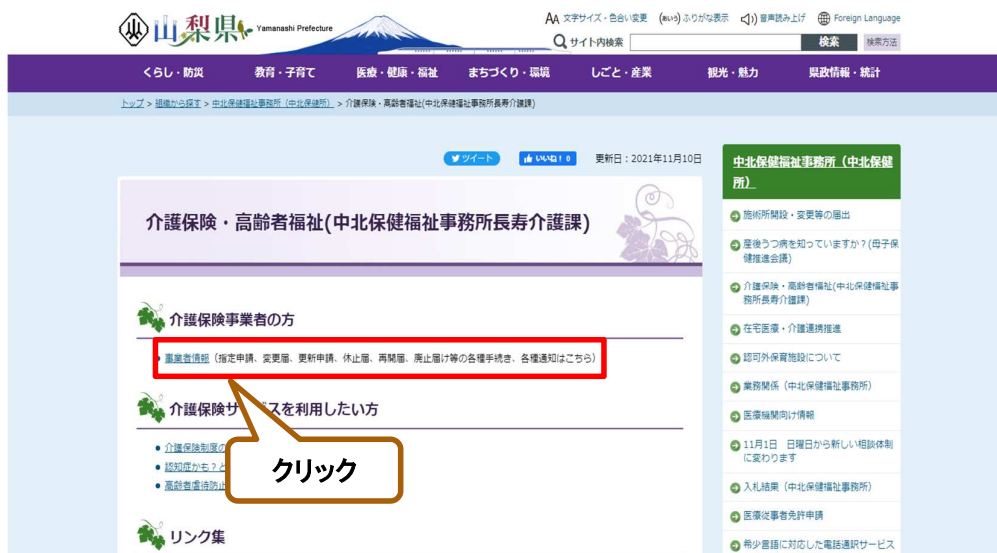 山梨県 Yamanashi Prefecture
AA 文字サイズ・色合い変更 (あいう) ふりがな表示 音声読み上げ Foreign Language
サイト内検索 検索 検索方法
くらし・防災 教育・子育て 医療・健康・福祉 まちづくり・環境 しごと・産業 観光・魅力 県政情報・統計
トップ > 組織から探す > 中北保健福祉事務所(中北保健所) > 介護保険・高齢者福祉(中北保健福祉事務所長寿介護課)
ツイート いいね! 0 更新日:2021年11月10日
介護保険・高齢者福祉(中北保健福祉事務所長寿介護課)
介護保険事業者の方
事業者情報(指定申請、変更届、更新申請、休止届、再開届、廃止届け等の各種手続き、各種通知はこちら)
介護保険サービスを利用したい方
介護保険制度の
認知症かも?と
高齢者虐待防止
クリック
リンク集
中北保健福祉事務所(中北保健
所)
施術所開設・変更等の届出
産後うつ病を知っていますか?(母子保
健推進会議)
介護保険・高齢者福祉(中北保健福祉事
務所長寿介護課)
在宅医療・介護連携推進
認可外保育施設について
業務関係(中北保健福祉事務所)
医療機関向け情報
11月1日 日曜日から新しい相談体制
に変わります
入札結果(中北保健福祉事務所)
医療従事者免許申請
希少言語に対応した電話通訳サービス